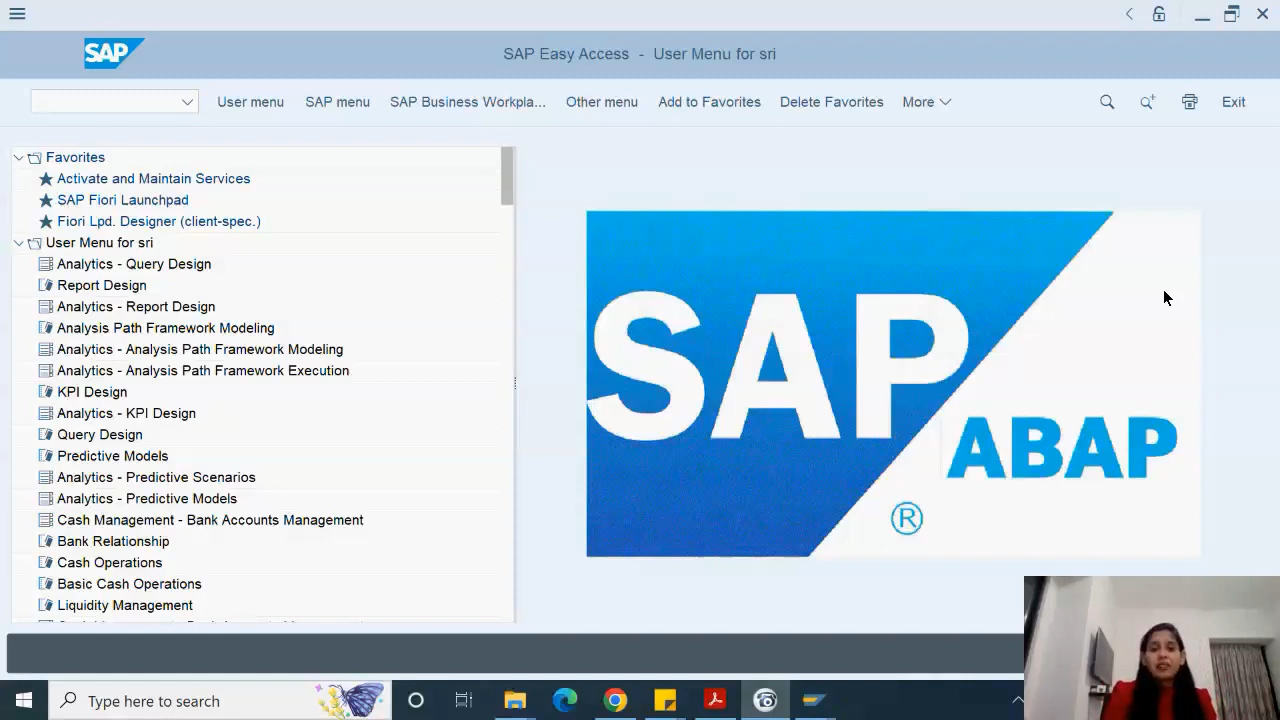 SAP
SAP Easy Access - User Menu for sri
User menu
SAP menu
SAP Business Workpla...
Other menu
Add to Favorites
Delete Favorites
More
Exit
Favorites
Activate and Maintain Services
SAP Fiori Launchpad
Fiori Lpd. Designer (client-spec.)
User Menu for sri
Analytics - Query Design
Report Design
Analytics - Report Design
Analysis Path Framework Modeling
Analytics - Analysis Path Framework Modeling
Analytics - Analysis Path Framework Execution
KPI Design
Analytics - KPI Design
Query Design
Predictive Models
Analytics - Predictive Scenarios
Analytics - Predictive Models
Cash Management - Bank Accounts Management
Bank Relationship
Cash Operations
Basic Cash Operations
Liquidity Management
SAP
ABAP
®
Type here to search